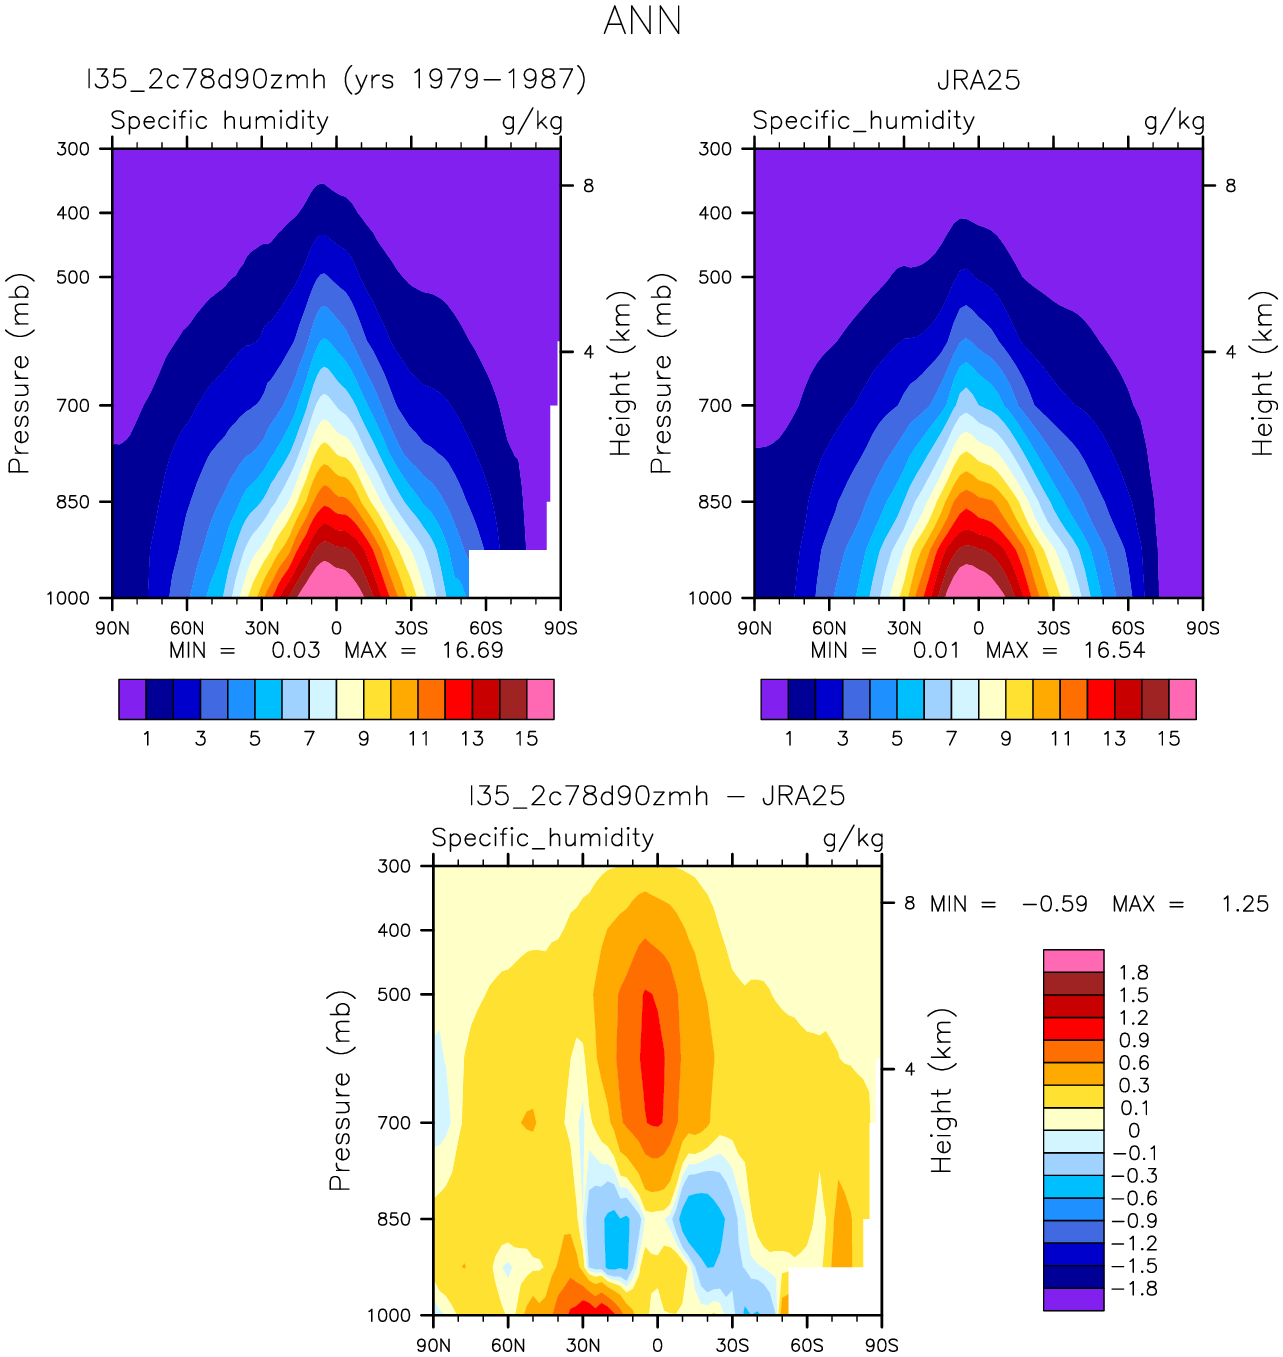 ANN
l35_2c78d90zmh (yrs 1979−1987)
JRA25
Specific humidity
g/kg
Specific_humidity
g/kg
300
400
500
700
850
1000
Pressure (mb)
8
4
Height (km)
90N
60N
30N
0
30S
60S
90S
MIN = 0.03 MAX = 16.69
1
3
5
7
9
11
13
15
300
400
500
700
850
1000
Pressure (mb)
8
4
Height (km)
90N
60N
30N
0
30S
60S
90S
MIN = 0.01 MAX = 16.54
1
3
5
7
9
11
13
15
l35_2c78d90zmh − JRA25
Specific_humidity
g/kg
300
400
500
700
850
1000
Pressure (mb)
8
4
Height (km)
90N
60N
30N
0
30S
60S
90S
MIN = −0.59 MAX = 1.25
1.8
1.5
1.2
0.9
0.6
0.3
0.1
0
−0.1
−0.3
−0.6
−0.9
−1.2
−1.5
−1.8